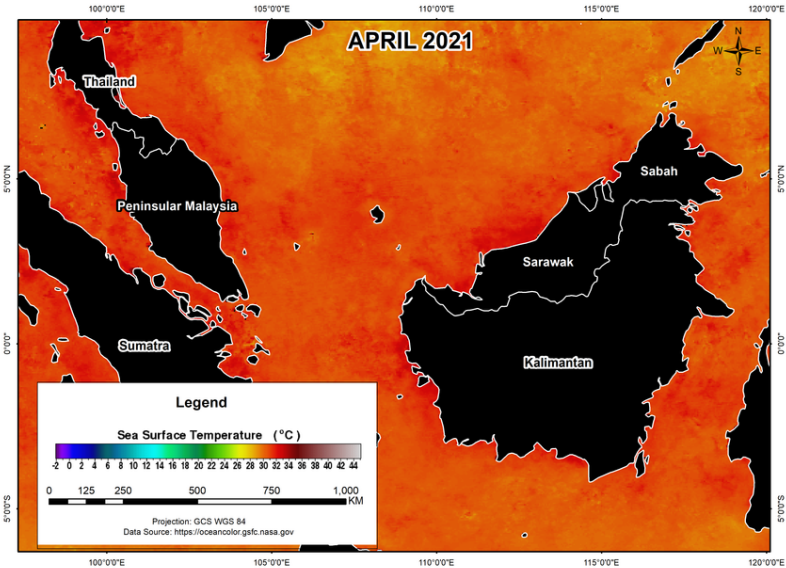 100°0'0"E 105°0'0"E 110°0'0"E 115°0'0"E 120°0'0"E
APRIL 2021
N
W E
S
Thailand
5°0'0"N 5°0'0"N
Sabah
Peninsular Malaysia
Sarawak
0°0'0" 0°0'0"
Sumatra
Kalimantan
Legend
Sea Surface Temperature (°C)
-2 0 2 4 6 8 10 12 14 16 18 20 22 24 26 28 30 32 34 36 38 40 42 44
0 125 250 500 750 1,000
KM
5°0'0"S 5°0'0"S
Projection: GCS WGS 84
Data Source: https://oceancolor.gsfc.nasa.gov
100°0'0"E 105°0'0"E 110°0'0"E 115°0'0"E 120°0'0"E